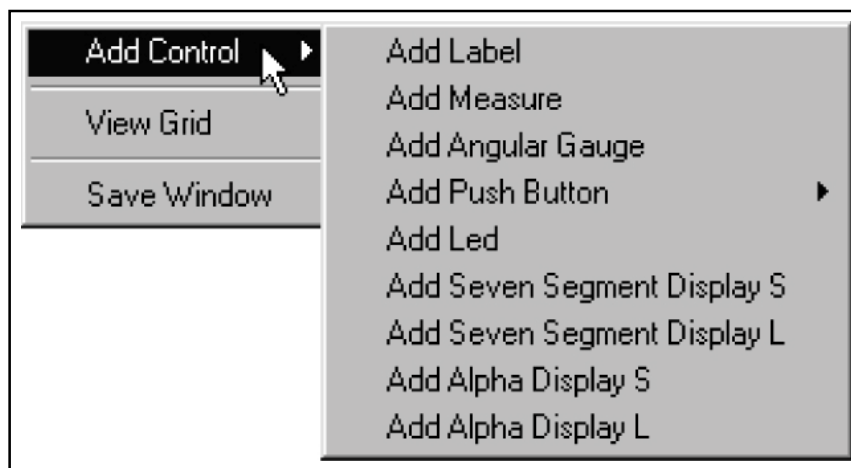 Add Control
View Grid
Save Window
Add Label
Add Measure
Add Angular Gauge
Add Push Button
Add Led
Add Seven Segment Display S
Add Seven Segment Display L
Add Alpha Display S
Add Alpha Display L